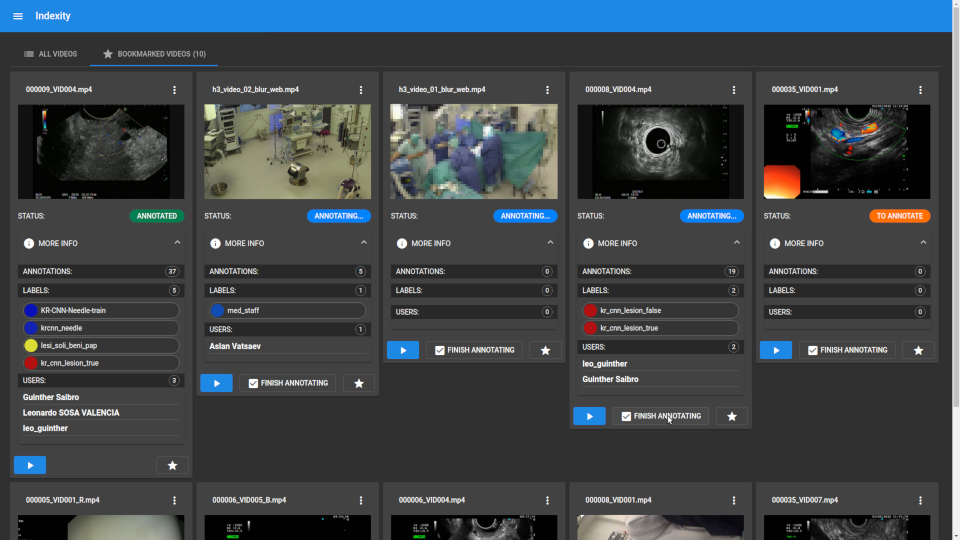 Indexity
ALL VIDEOS
BOOKMARKED VIDEOS (10)
000009_VID004.mp4
STATUS:
ANNOTATED
MORE INFO
ANNOTATIONS:
37
LABELS:
5
KR-CNN-Needle-train
krcnn_needle
lesi_soli_beni_pap
kr_cnn_lesion_true
USERS:
3
Guinther Saibro
Leonardo SOSA VALENCIA
leo_guinther
h3_video_02_blur_web.mp4
STATUS:
ANNOTATING...
MORE INFO
ANNOTATIONS:
5
LABELS:
1
med_staff
USERS:
1
Aslan Vatsaev
FINISH ANNOTATING
h3_video_01_blur_web.mp4
STATUS:
ANNOTATING...
MORE INFO
ANNOTATIONS:
0
LABELS:
0
USERS:
0
FINISH ANNOTATING
000008_VID004.mp4
STATUS:
ANNOTATING...
MORE INFO
ANNOTATIONS:
19
LABELS:
2
kr_cnn_lesion_false
kr_cnn_lesion_true
USERS:
2
leo_guinther
Guinther Saibro
FINISH ANNOTATING
000035_VID001.mp4
STATUS:
TO ANNOTATE
MORE INFO
ANNOTATIONS:
0
LABELS:
0
USERS:
0
FINISH ANNOTATING
000005_VID001_R.mp4
000006_VID005_B.mp4
000006_VID004.mp4
000008_VID001.mp4
000035_VID007.mp4